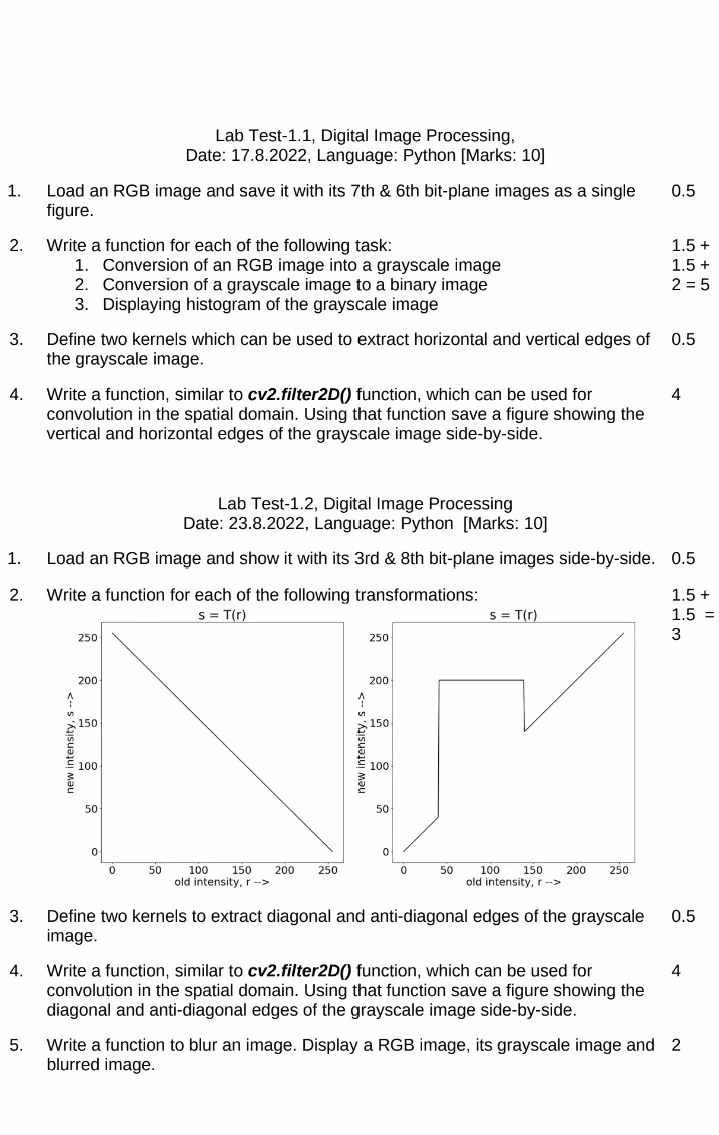 Lab Test-1.1, Digital Image Processing,
Date: 17.8.2022, Language: Python [Marks: 10]
1. Load an RGB image and save it with its 7th & 6th bit-plane images as a single 0.5
figure.
2. Write a function for each of the following task: 1.5 +
1. Conversion of an RGB image into a grayscale image 1.5 +
2. Conversion of a grayscale image to a binary image 2 = 5
3. Displaying histogram of the grayscale image
3. Define two kernels which can be used to extract horizontal and vertical edges of 0.5
the grayscale image.
4. Write a function, similar to cv2.filter2D() function, which can be used for 4
convolution in the spatial domain. Using that function save a figure showing the
vertical and horizontal edges of the grayscale image side-by-side.
Lab Test-1.2, Digital Image Processing
Date: 23.8.2022, Language: Python [Marks: 10]
1. Load an RGB image and show it with its 3rd & 8th bit-plane images side-by-side. 0.5
2. Write a function for each of the following transformations: 1.5 +
1.5 =
3
s = T(r)
new intensity, s -->
250
200
150
100
50
0
0 50 100 150 200 250
old intensity, r -->
s = T(r)
new intensity, s -->
250
200
150
100
50
0
0 50 100 150 200 250
old intensity, r -->
3. Define two kernels to extract diagonal and anti-diagonal edges of the grayscale 0.5
image.
4. Write a function, similar to cv2.filter2D() function, which can be used for 4
convolution in the spatial domain. Using that function save a figure showing the
diagonal and anti-diagonal edges of the grayscale image side-by-side.
5. Write a function to blur an image. Display a RGB image, its grayscale image and 2
blurred image.